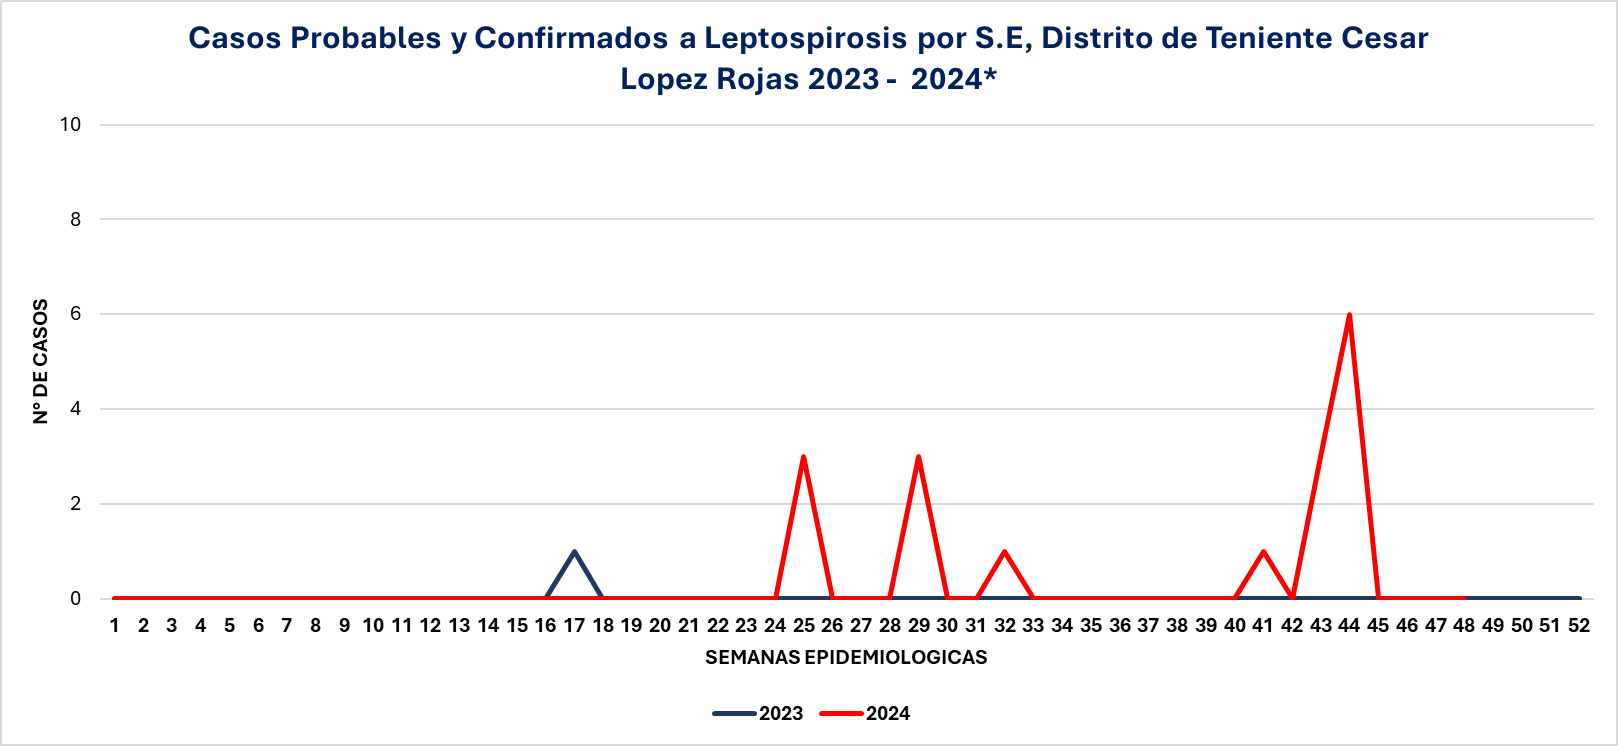 Casos Probables y Confirmados a Leptospirosis por S.E, Distrito de Teniente Cesar
Lopez Rojas 2023 - 2024*
10
8
6
4
2
0
N° DE CASOS
1 2 3 4 5 6 7 8 9 10 11 12 13 14 15 16 17 18 19 20 21 22 23 24 25 26 27 28 29 30 31 32 33 34 35 36 37 38 39 40 41 42 43 44 45 46 47 48 49 50 51 52
SEMANAS EPIDEMIOLOGICAS
2023 2024